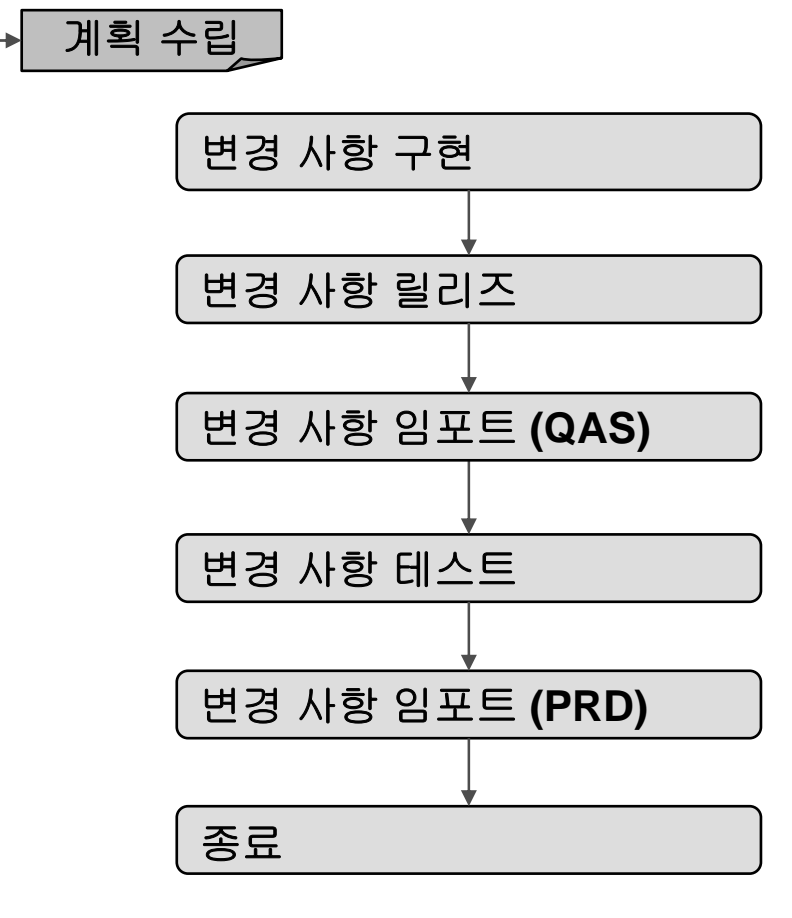 계획 수립
변경 사항 구현
변경 사항 릴리즈
변경 사항 임포트 (QAS)
변경 사항 테스트
변경 사항 임포트 (PRD)
종료